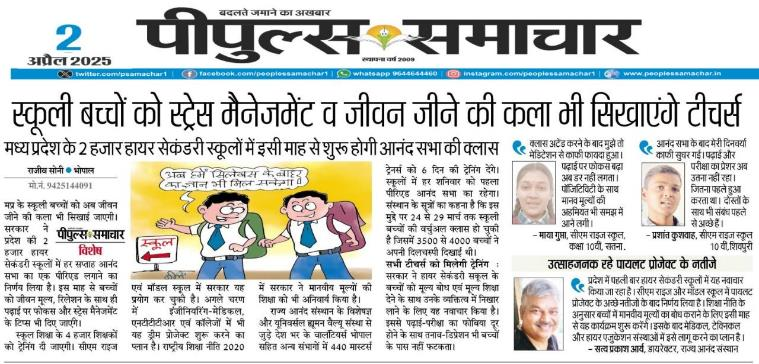 बदलते जमाने का अखबार
2
अप्रैल 2025
पीपुल्स समाचार
स्थापना वर्ष 2009
twitter.com/psamachar1
facebook.com/peoplessamachar1
whatsapp 9644644460
instagram.com/peoplessamachar1
www.peoplessamachar.in
स्कूली बच्चों को स्ट्रेस मैनेजमेंट व जीवन जीने की कला भी सिखाएंगे टीचर्स
मध्य प्रदेश के 2 हजार हायर सेकंडरी स्कूलों में इसी माह से शुरू होगी आनंद सभा की क्लास
राजीव सोनी • भोपाल
मो.नं. 9425144091
मप्र के स्कूली बच्चों को अब जीवन
जीने की कला भी सिखाई जाएगी।
सरकार ने
प्रदेश की 2
हजार हायर
पीपुल्स समाचार
विशेष
सेकंडरी स्कूलों में हर सप्ताह आनंद
सभा का एक पीरिएड लगाने का
निर्णय लिया है। इस माह से बच्चों
को जीवन मूल्य, रिलेशन के साथ ही
पढ़ाई पर फोकस और स्ट्रेस मैनेजमेंट
के टिप्स भी दिए जाएंगे।
स्कूल शिक्षा के 4 हजार शिक्षकों
को ट्रेनिंग दी जाएगी। सीएम राइज
अब हमें सिलेबस के बाहर
का ज्ञान भी मिल सकेगा!
स्कूल
एवं मॉडल स्कूल में सरकार यह
प्रयोग कर चुकी है। अगले चरण
में इंजीनियरिंग-मेडिकल,
एनटीटीटीआर एवं कॉलेजों में भी
यह ड्रीम प्रोजेक्ट शुरू करने का
प्लान है। राष्ट्रीय शिक्षा नीति 2020
में सरकार ने मानवीय मूल्यों की
शिक्षा को भी अनिवार्य किया है।
राज्य आनंद संस्थान के विशेषज्ञ
और यूनिवर्सल ह्यूमन वैल्यू संस्था से
जुड़े देश भर के वालंटियर्स भोपाल
सहित अन्य संभागों में 440 मास्टर्स
ट्रेनर्स को 6 दिन की ट्रेनिंग देंगे।
स्कूलों में हर शनिवार को पहला
पीरिएड आनंद सभा का रहेगा।
संस्थान के सूत्रों का कहना है कि इस
मुद्दे पर 24 से 29 मार्च तक स्कूली
बच्चों की वर्चुअल क्लास हो चुकी
है जिसमें 3500 से 4000 बच्चों ने
अपनी दिलचस्पी दिखाई थी।
सभी टीचर्स को मिलेगी ट्रेनिंग :
सरकार ने हायर सेकंडरी स्कूल के
बच्चों को मूल्य बोध एवं मूल्य शिक्षा
देने के साथ उनके व्यक्तित्व में निखार
लाने के लिए यह नवाचार किया है।
इससे पढ़ाई-परीक्षा का फोबिया दूर
होने के साथ तनाव-डिप्रेशन भी बच्चों
के पास नहीं फटकता।
क्लास अटेंड करने के बाद मुझे तो
मेडिटेशन से काफी फायदा हुआ।
पढ़ाई पर फोकस बढ़ा
अब डर नहीं लगता।
पॉजिटिविटी के साथ
मानव मूल्यों की
अहमियत भी समझ में
आने लगी।
- माया गुप्ता, सीएम राइज स्कूल,
कक्षा 10वीं, सतना.
आनंद सभा के बाद मेरी दिनचर्या
काफी सुधर गई। पढ़ाई और
परीक्षा का प्रेशर अब
उतना नहीं रहा।
जितना पहले हुआ
करता था। दोस्तों के
साथ भी संबंध पहले
से अच्छे हैं।
- प्रशांत कुशवाह, सीएम राइज स्कूल
10 वीं, शिवपुरी
उत्साहजनक रहे पायलट प्रोजेक्ट के नतीजे
प्रदेश में पहली बार हायर सेकेंडरी स्कूलों में यह नवाचार
किया जा रहा है। सीएम राइज और मॉडल स्कूल में पायलट
प्रोजेक्ट के अच्छे नतीजों के बाद निर्णय लिया है। शिक्षा नीति के
अनुसार बच्चों में मानवीय मूल्यों का बोध कराने के लिए इसी माह
से यह कार्यक्रम शुरू करेंगे। इसके बाद मेडिकल, टेक्निकल
और हायर एजुकेशन संस्थाओं में इसे लागू करने का प्लान है।
- सत्य प्रकाश आर्य, डायरेक्टर, राज्य आनंद संस्थान